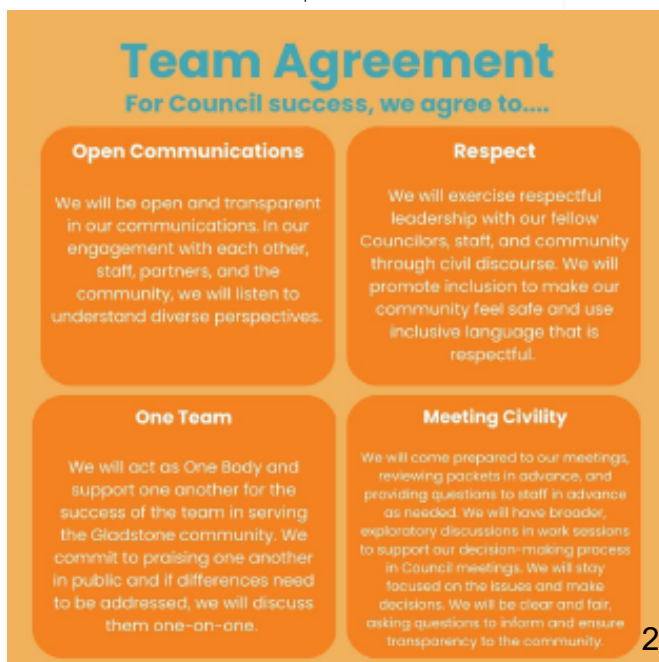 Team Agreement
For Council success, we agree to....
Open Communications
We will be open and transparent
in our communications. In our
engagement with each other,
staff, partners, and the
community, we will listen to
understand diverse perspectives.
Respect
We will exercise respectful
leadership with our fellow
Councilors, staff, and community
through civil discourse. We will
promote inclusion to make our
community feel safe and use
inclusive language that is
respectful.
One Team
We will act as One Body and
support one another for the
success of the team in serving
the Gladstone community. We
commit to praising one another
in public and if differences need
to be addressed, we will discuss
them one-on-one.
Meeting Civility
We will come prepared to our meetings,
reviewing packets in advance, and
providing questions to staff in advance
as needed. We will have broader,
exploratory discussions in work sessions
to support our decision-making process
in Council meetings. We will stay
focused on the issues and make
decisions. We will be clear and fair,
asking questions to inform and ensure
transparency to the community.
2